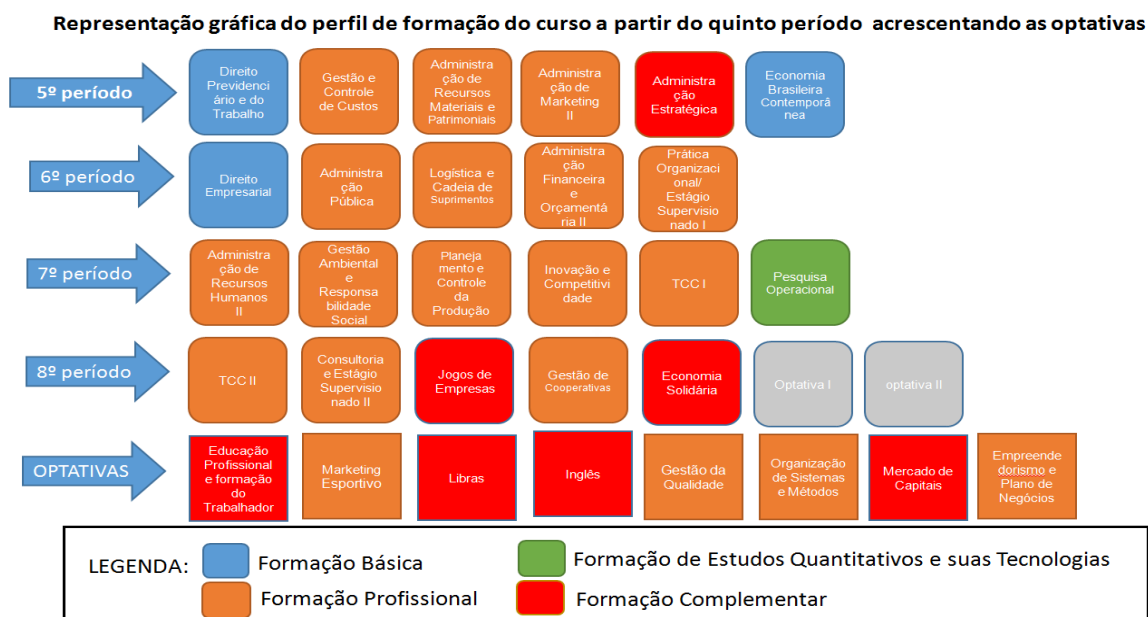 Representação gráfica do perfil de formação do curso a partir do quinto período acrescentando as optativas
5º período
Direito
Previdenci
ário e do
Trabalho
Gestão e
Controle
de Custos
Administra
ção de
Recursos
Materiais e
Patrimoniais
Administra
ção de
Marketing
II
Administra
ção
Estratégica
Economia
Brasileira
Contemporâ
nea
6º período
Direito
Empresarial
Administra
ção
Pública
Logística e
Cadeia de
Suprimentos
Administra
ção
Financeira
e
Orçamentá
ria II
Prática
Organizaci
onal/
Estágio
Supervisio
nado I
7º período
Administra
ção de
Recursos
Humanos
II
Gestão
Ambiental
e
Responsa
bilidade
Social
Planeja
mento e
Controle
da
Produção
Inovação e
Competitivi
dade
TCC I
Pesquisa
Operacional
8º período
TCC II
Consultoria
e Estágio
Supervisio
nado II
Jogos de
Empresas
Gestão de
Cooperativas
Economia
Solidária
Optativa I
optativa II
OPTATIVAS
Educação
Profissional
e formação
do
Trabalhador
Marketing
Esportivo
Libras
Inglês
Gestão da
Qualidade
Organização
de Sistemas
e Métodos
Mercado de
Capitais
Empreende
dorismo e
Plano de
Negócios
LEGENDA:
Formação Básica
Formação de Estudos Quantitativos e suas Tecnologias
Formação Profissional
Formação Complementar